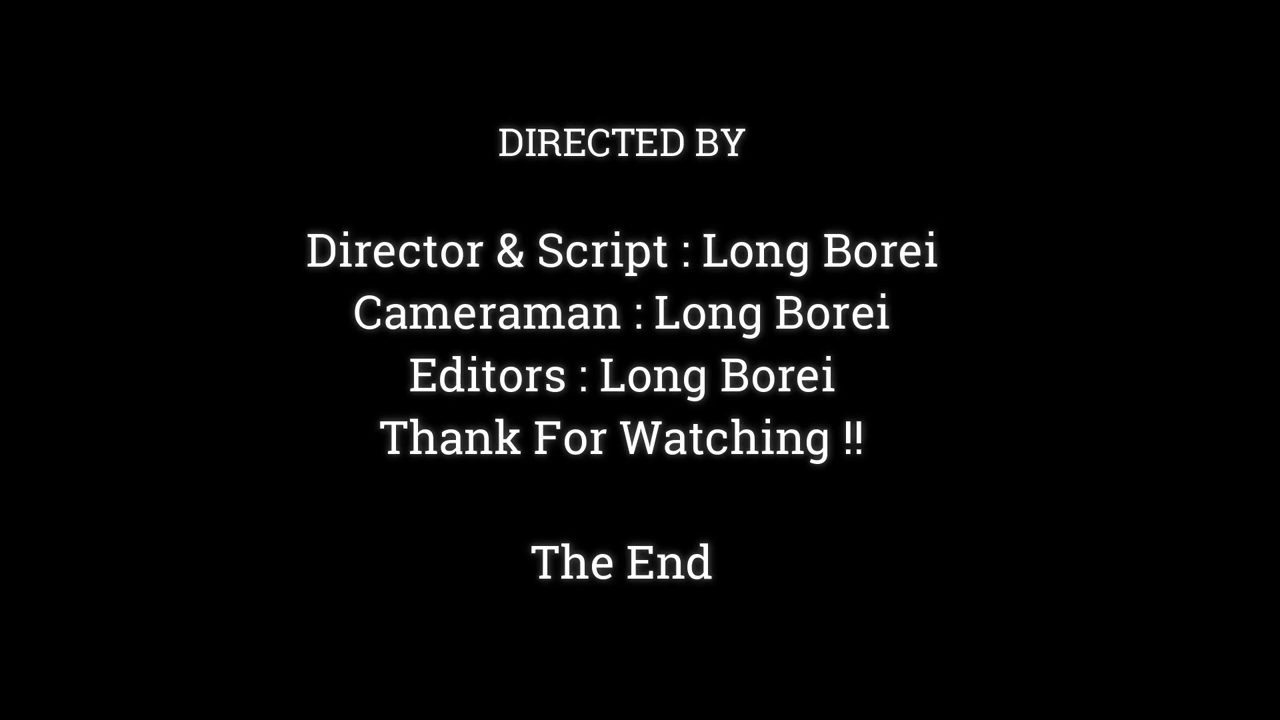 DIRECTED BY
Director & Script : Long Borei
Cameraman : Long Borei
Editors : Long Borei
Thank For Watching !!
The End